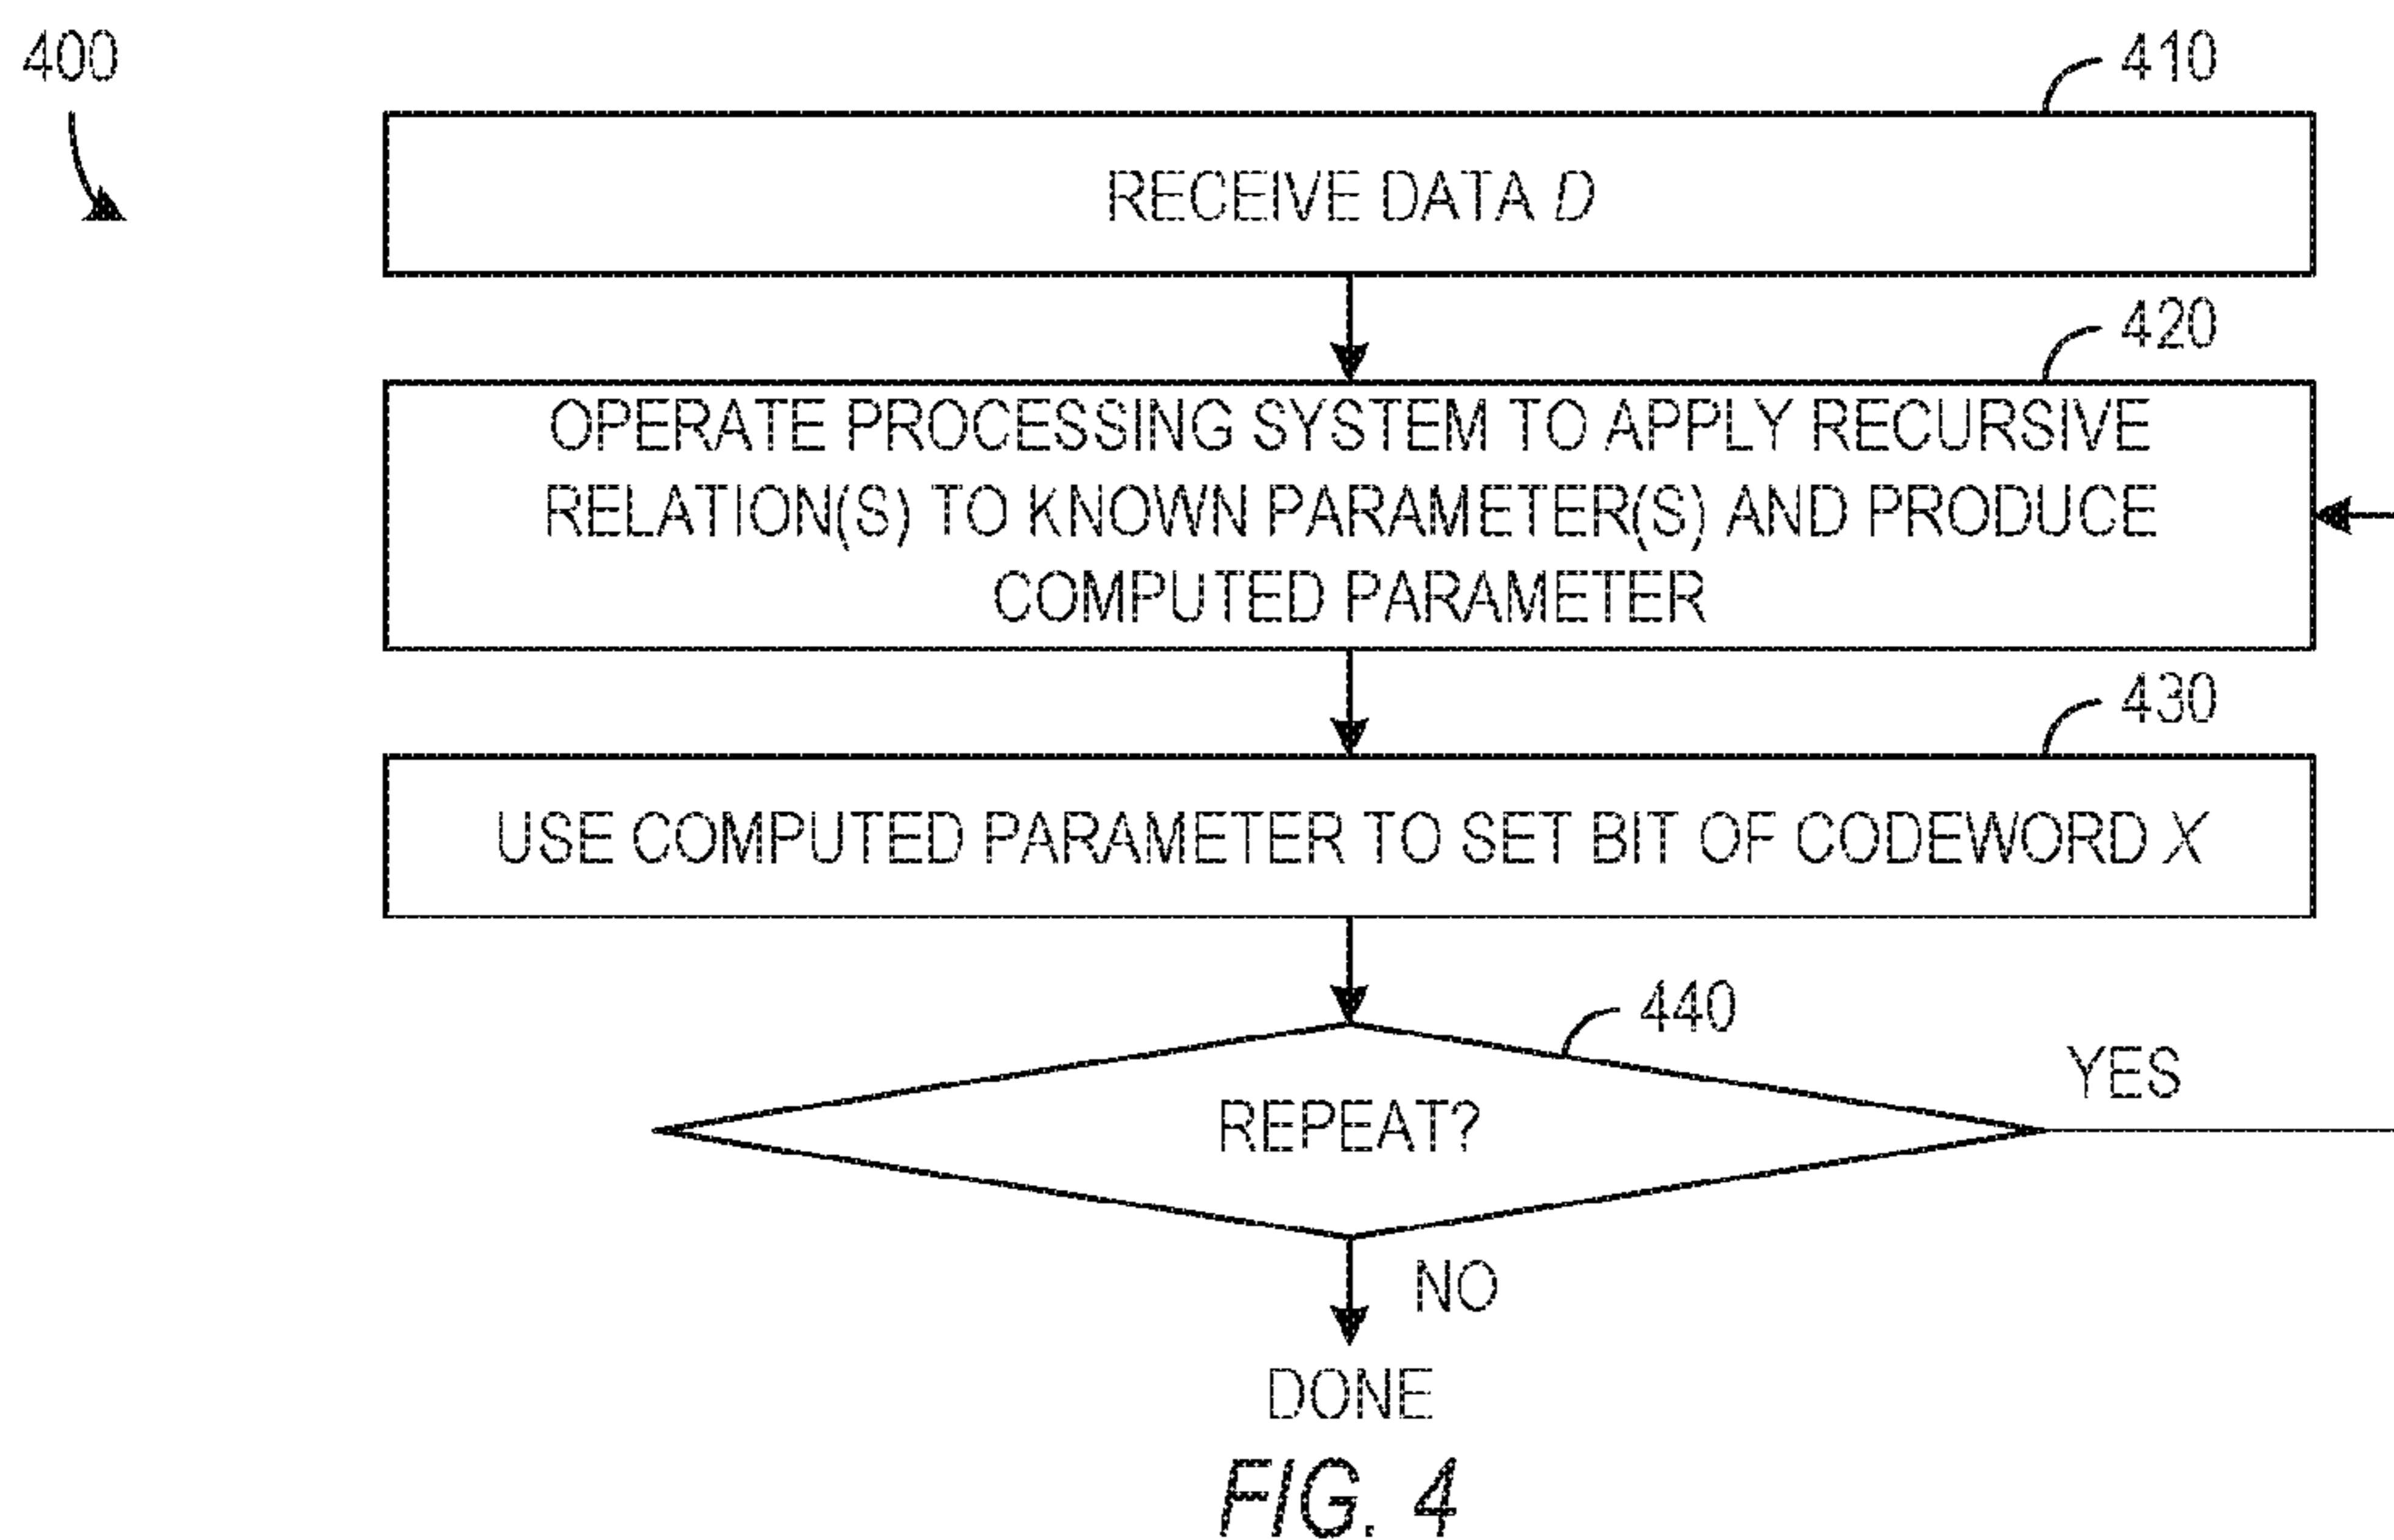 400
410
RECEIVE DATA D
420
OPERATE PROCESSING SYSTEM TO APPLY RECURSIVE
RELATION(S) TO KNOWN PARAMETER(S) AND PRODUCE
COMPUTED PARAMETER
430
USE COMPUTED PARAMETER TO SET BIT OF CODEWORD X
440
REPEAT?
YES
NO
DONE
FIG. 4